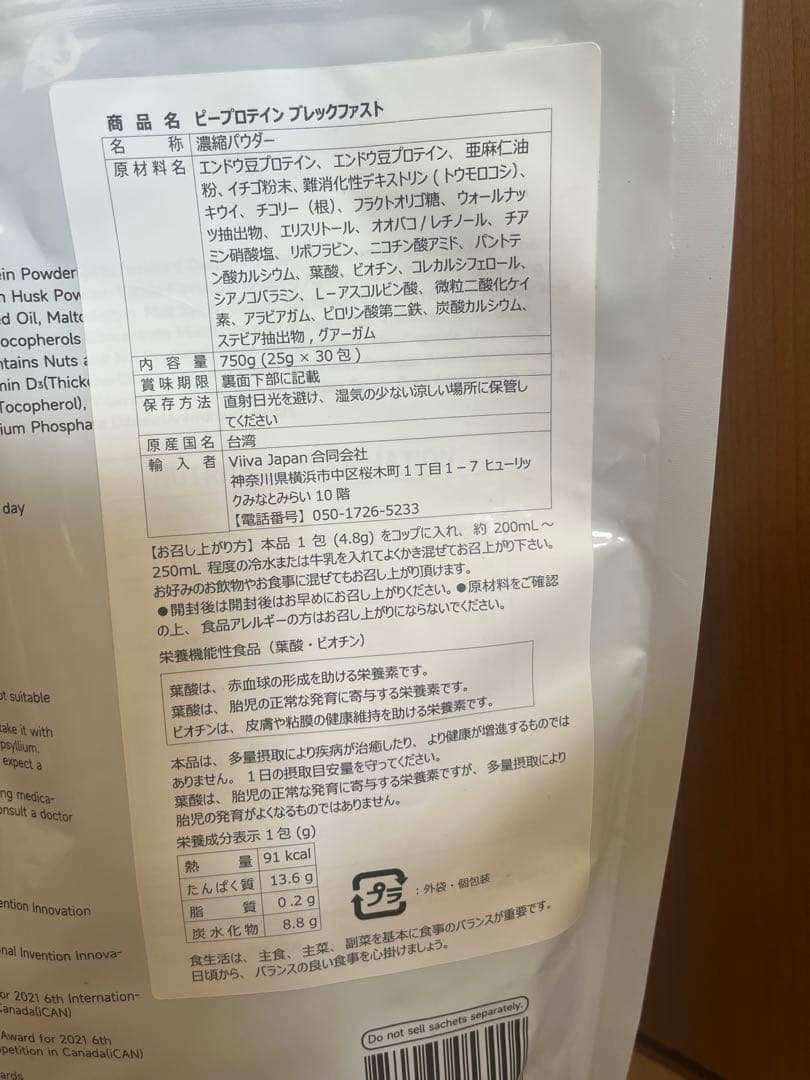 商品名 ピープロテイン ブレックファスト
名称 濃縮パウダー
原材料名 エンドウ豆プロテイン、エンドウ豆プロテイン、亜麻仁油
粉、イチゴ粉末、難消化性デキストリン(トウモロコシ)、
キウイ、チコリー（根)、フラクトオリゴ糖、ウォールナッ
ツ抽出物、エリスリトール、オオバコ/レチノール、チア
ミン硝酸塩、リボフラビン、ニコチン酸アミド、パントテ
ン酸カルシウム、葉酸、ビオチン、コレカルシフェロール、
シアノコバラミン、L－アスコルビン酸、微粒二酸化ケイ
素、アラビアガム、ピロリン酸第二鉄、炭酸カルシウム、
ステビア抽出物,グアーガム
内容量 750g (25g × 30包)
賞味期限 裏面下部に記載
保存方法 直射日光を避け、湿気の少ない涼しい場所に保管し
てください
原産国名 台湾
輸入者 Viiva Japan 合同会社
神奈川県横浜市中区桜木町1丁目1－7 ヒューリッ
クみなとみらい10階
【電話番号】050-1726-5233
【お召し上がり方】本品1包(4.8g)をコップに入れ、約200mL～
250mL 程度の冷水または牛乳を入れてよくかき混ぜてお召上がり下さい。
お好みのお飲物やお食事に混ぜてもお召し上がり頂けます。
●開封後は開封後はお早めにお召し上がりください。●原材料をご確認
の上、食品アレルギーの方はお召し上がりにならないでください。
栄養機能性食品（葉酸・ビオチン）
葉酸は、赤血球の形成を助ける栄養素です。
葉酸は、胎児の正常な発育に寄与する栄養素です。
ビオチンは、皮膚や粘膜の健康維持を助ける栄養素です。
本品は、多量摂取により疾病が治癒したり、より健康が増進するものでは
ありません。1日の摂取目安量を守ってください。
葉酸は、胎児の正常な発育に寄与する栄養素ですが、多量摂取により
胎児の発育がよくなるものではありません。
栄養成分表示1包(g)
熱量 91 kcal
たんぱく質 13.6 g
脂質 0.2 g
炭水化物 8.8 g
プラ :外袋・個包装
食生活は、主食、主菜、副菜を基本に食事のバランスが重要です。
日頃から、バランスの良い食事を心掛けましょう。
Do not sell sachets separately.
ein Powder
Husk Pow
ed Oil, Malto
ocopherols
ntains Nuts
min D₃(Thick
Tocopherol),
ium Phospha
day
ot suitable
take it with
psyllium.
expect a
ng medica-
onsult a doctor
ention Innovation
nal Invention Innova-
or 2021 6th Internation-
Canada(iCAN)
Award for 2021 6th
petition in Canada(iCAN)
ards